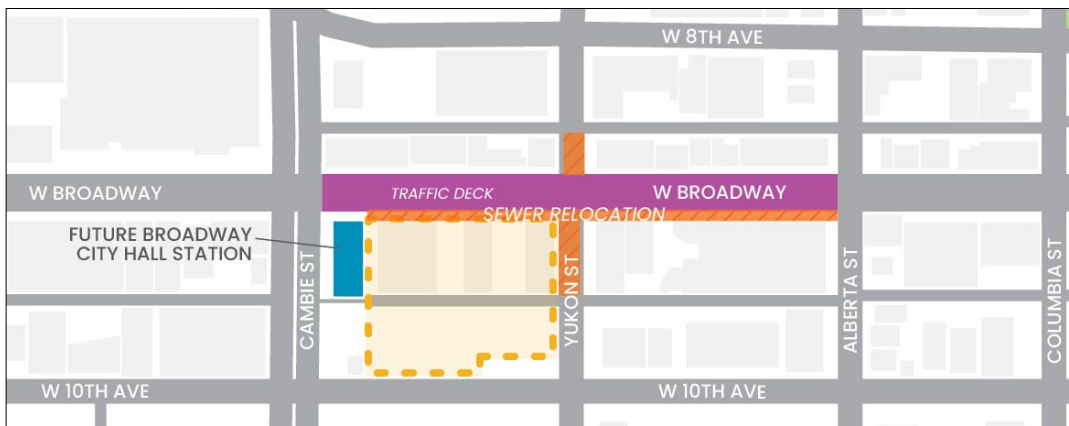 W 8TH AVE
W BROADWAY
TRAFFIC DECK
W BROADWAY
SEWER RELOCATION
FUTURE BROADWAY
CITY HALL STATION
CAMBIE ST
YUKON ST
ALBERTA ST
COLUMBIA ST
W 10TH AVE
W 10TH AVE